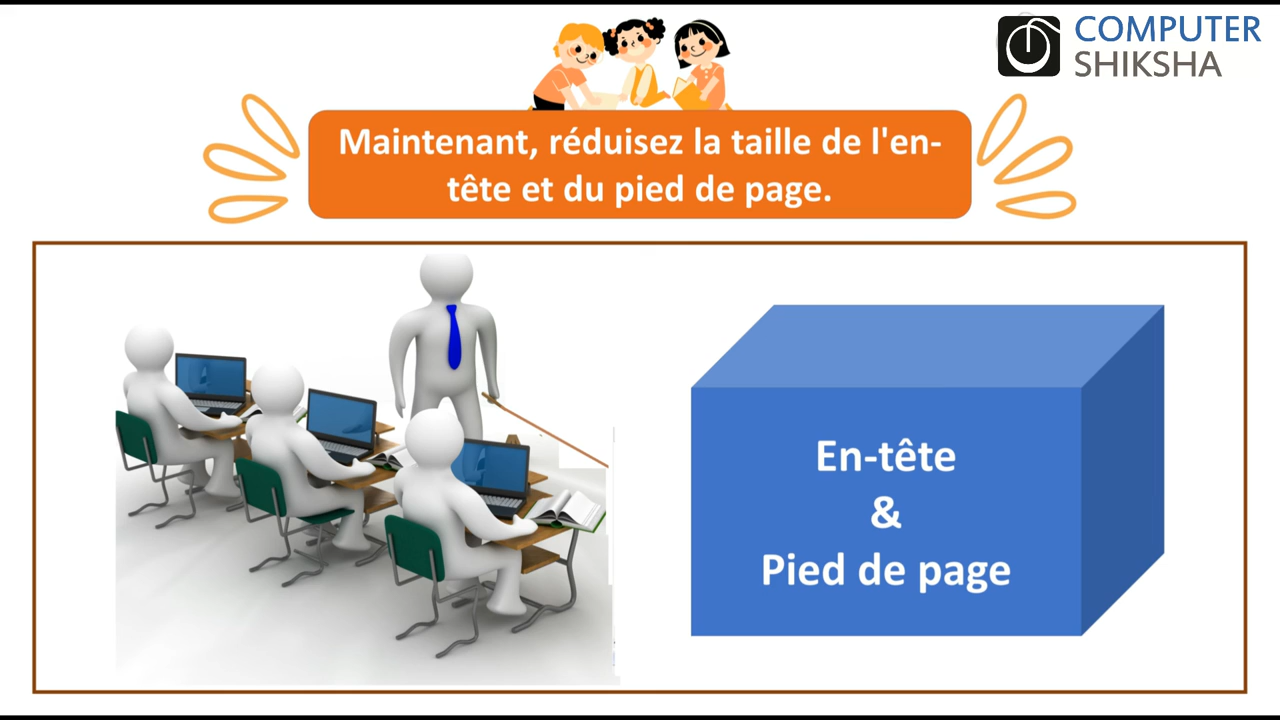 COMPUTER
SHIKSHA
Maintenant, réduisez la taille de l'en-
tête et du pied de page.
En-tête
&
Pied de page